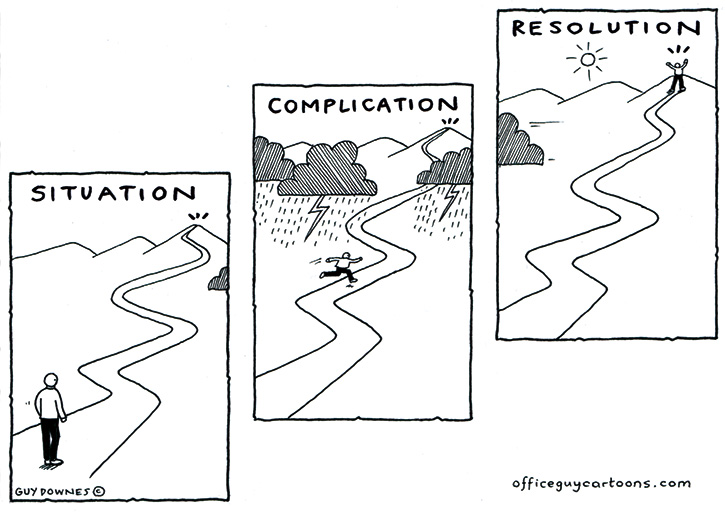 SITUATION
GUY DOWNES ©
COMPLICATION
RESOLUTION
officeguycartoons.com